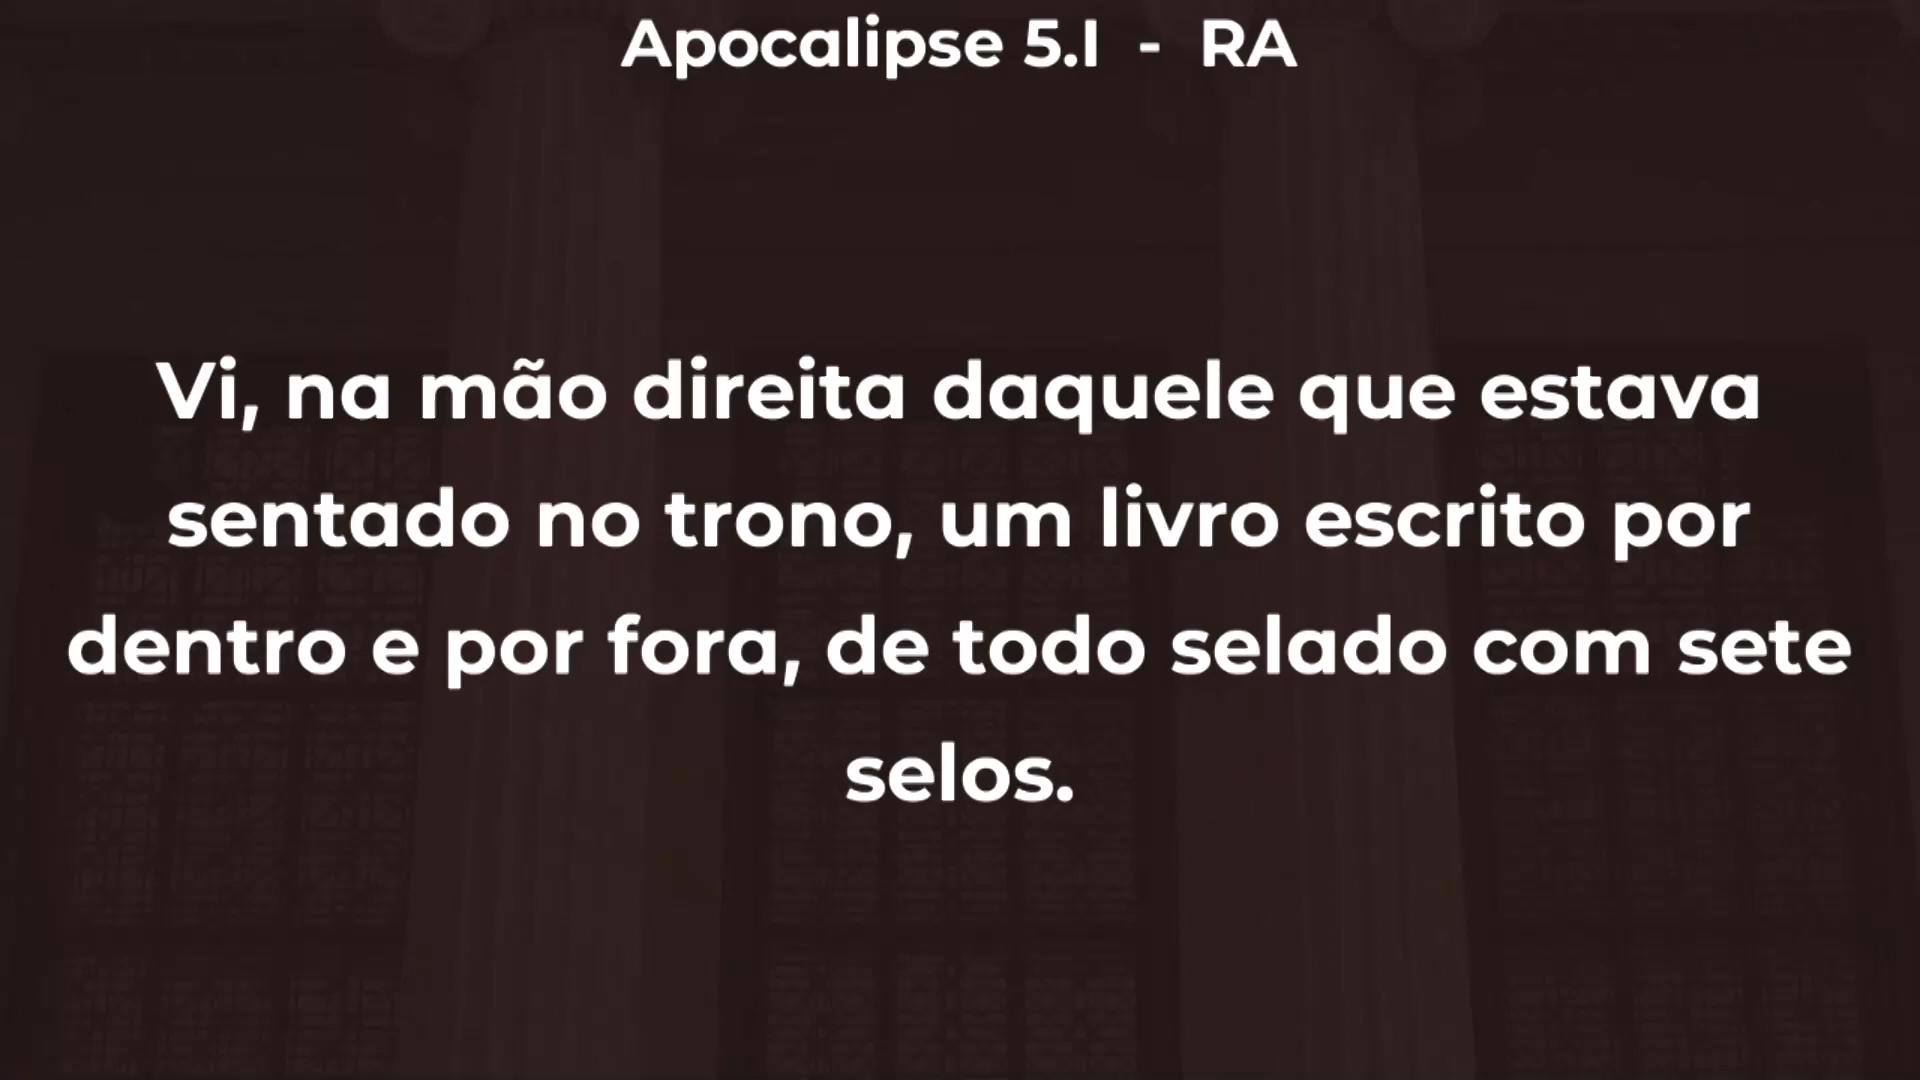 Apocalipse 5.1 - RA
Vi, na mão direita daquele que estava
sentado no trono, um livro escrito por
dentro e por fora, de todo selado com sete
selos.